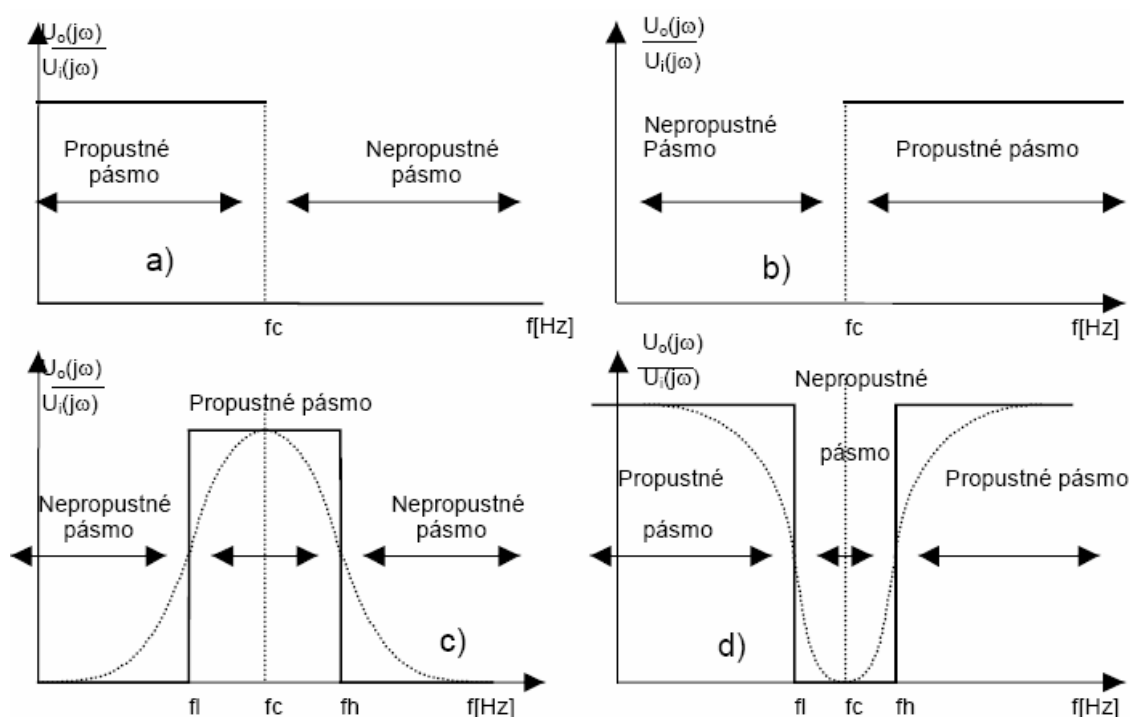 Uₒ(jω)
Uᵢ(jω)
Propustné
pásmo
Nepropustné
pásmo
a)
fc
f[Hz]
Uₒ(jω)
Uᵢ(jω)
Nepropustné
Pásmo
Propustné pásmo
b)
fc
f[Hz]
Uₒ(jω)
Uᵢ(jω)
Propustné pásmo
Nepropustné
pásmo
Nepropustné
pásmo
c)
fl
fc
fh
f[Hz]
Uₒ(jω)
Uᵢ(jω)
Nepropustné
pásmo
Propustné
pásmo
Propustné pásmo
d)
fl
fc
fh
f[Hz]